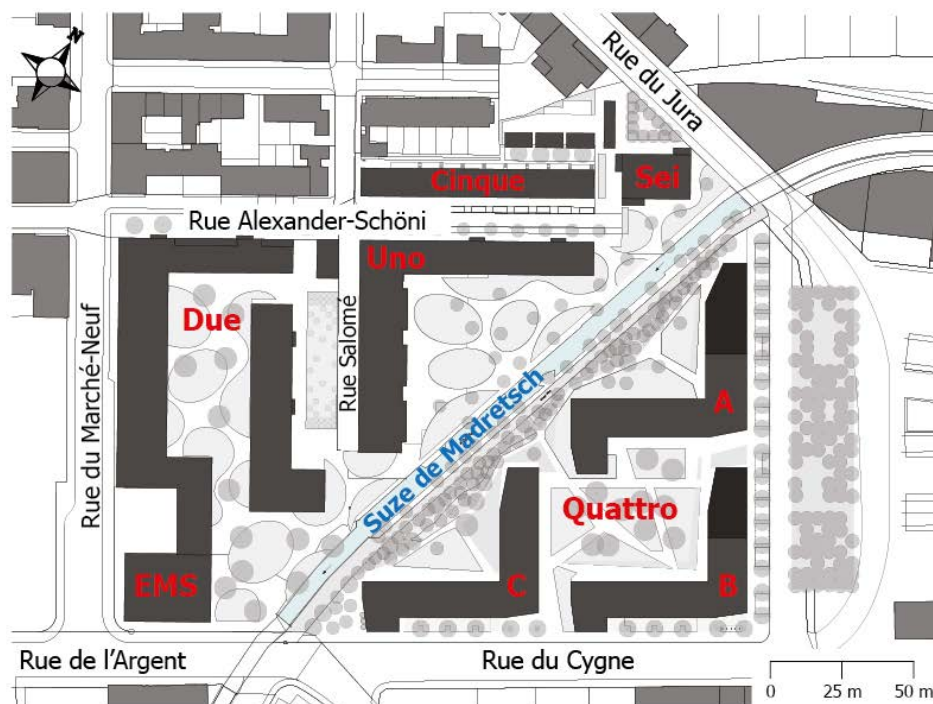 N
Rue du Jura
Cinque
Sei
Rue Alexander-Schöni
Uno
Due
Rue Salomé
Rue du Marché-Neuf
Suze de Madretsch
A
Quattro
EMS
C
B
Rue de l'Argent
Rue du Cygne
0 25 m 50 m